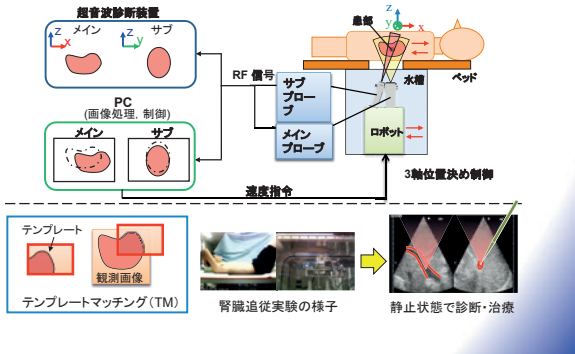 超音波診断装置
z
x
メイン
z
y
サブ
RF 信号
サブ
プロー
ブ
メイン
プローブ
PC
(画像処理, 制御)
メイン
サブ
速度指令
患部
z
y
x
水槽
ベッド
ロボット
3軸位置決め制御
テンプレート
観測画像
テンプレートマッチング(TM)
腎臓追従実験の様子
静止状態で診断・治療